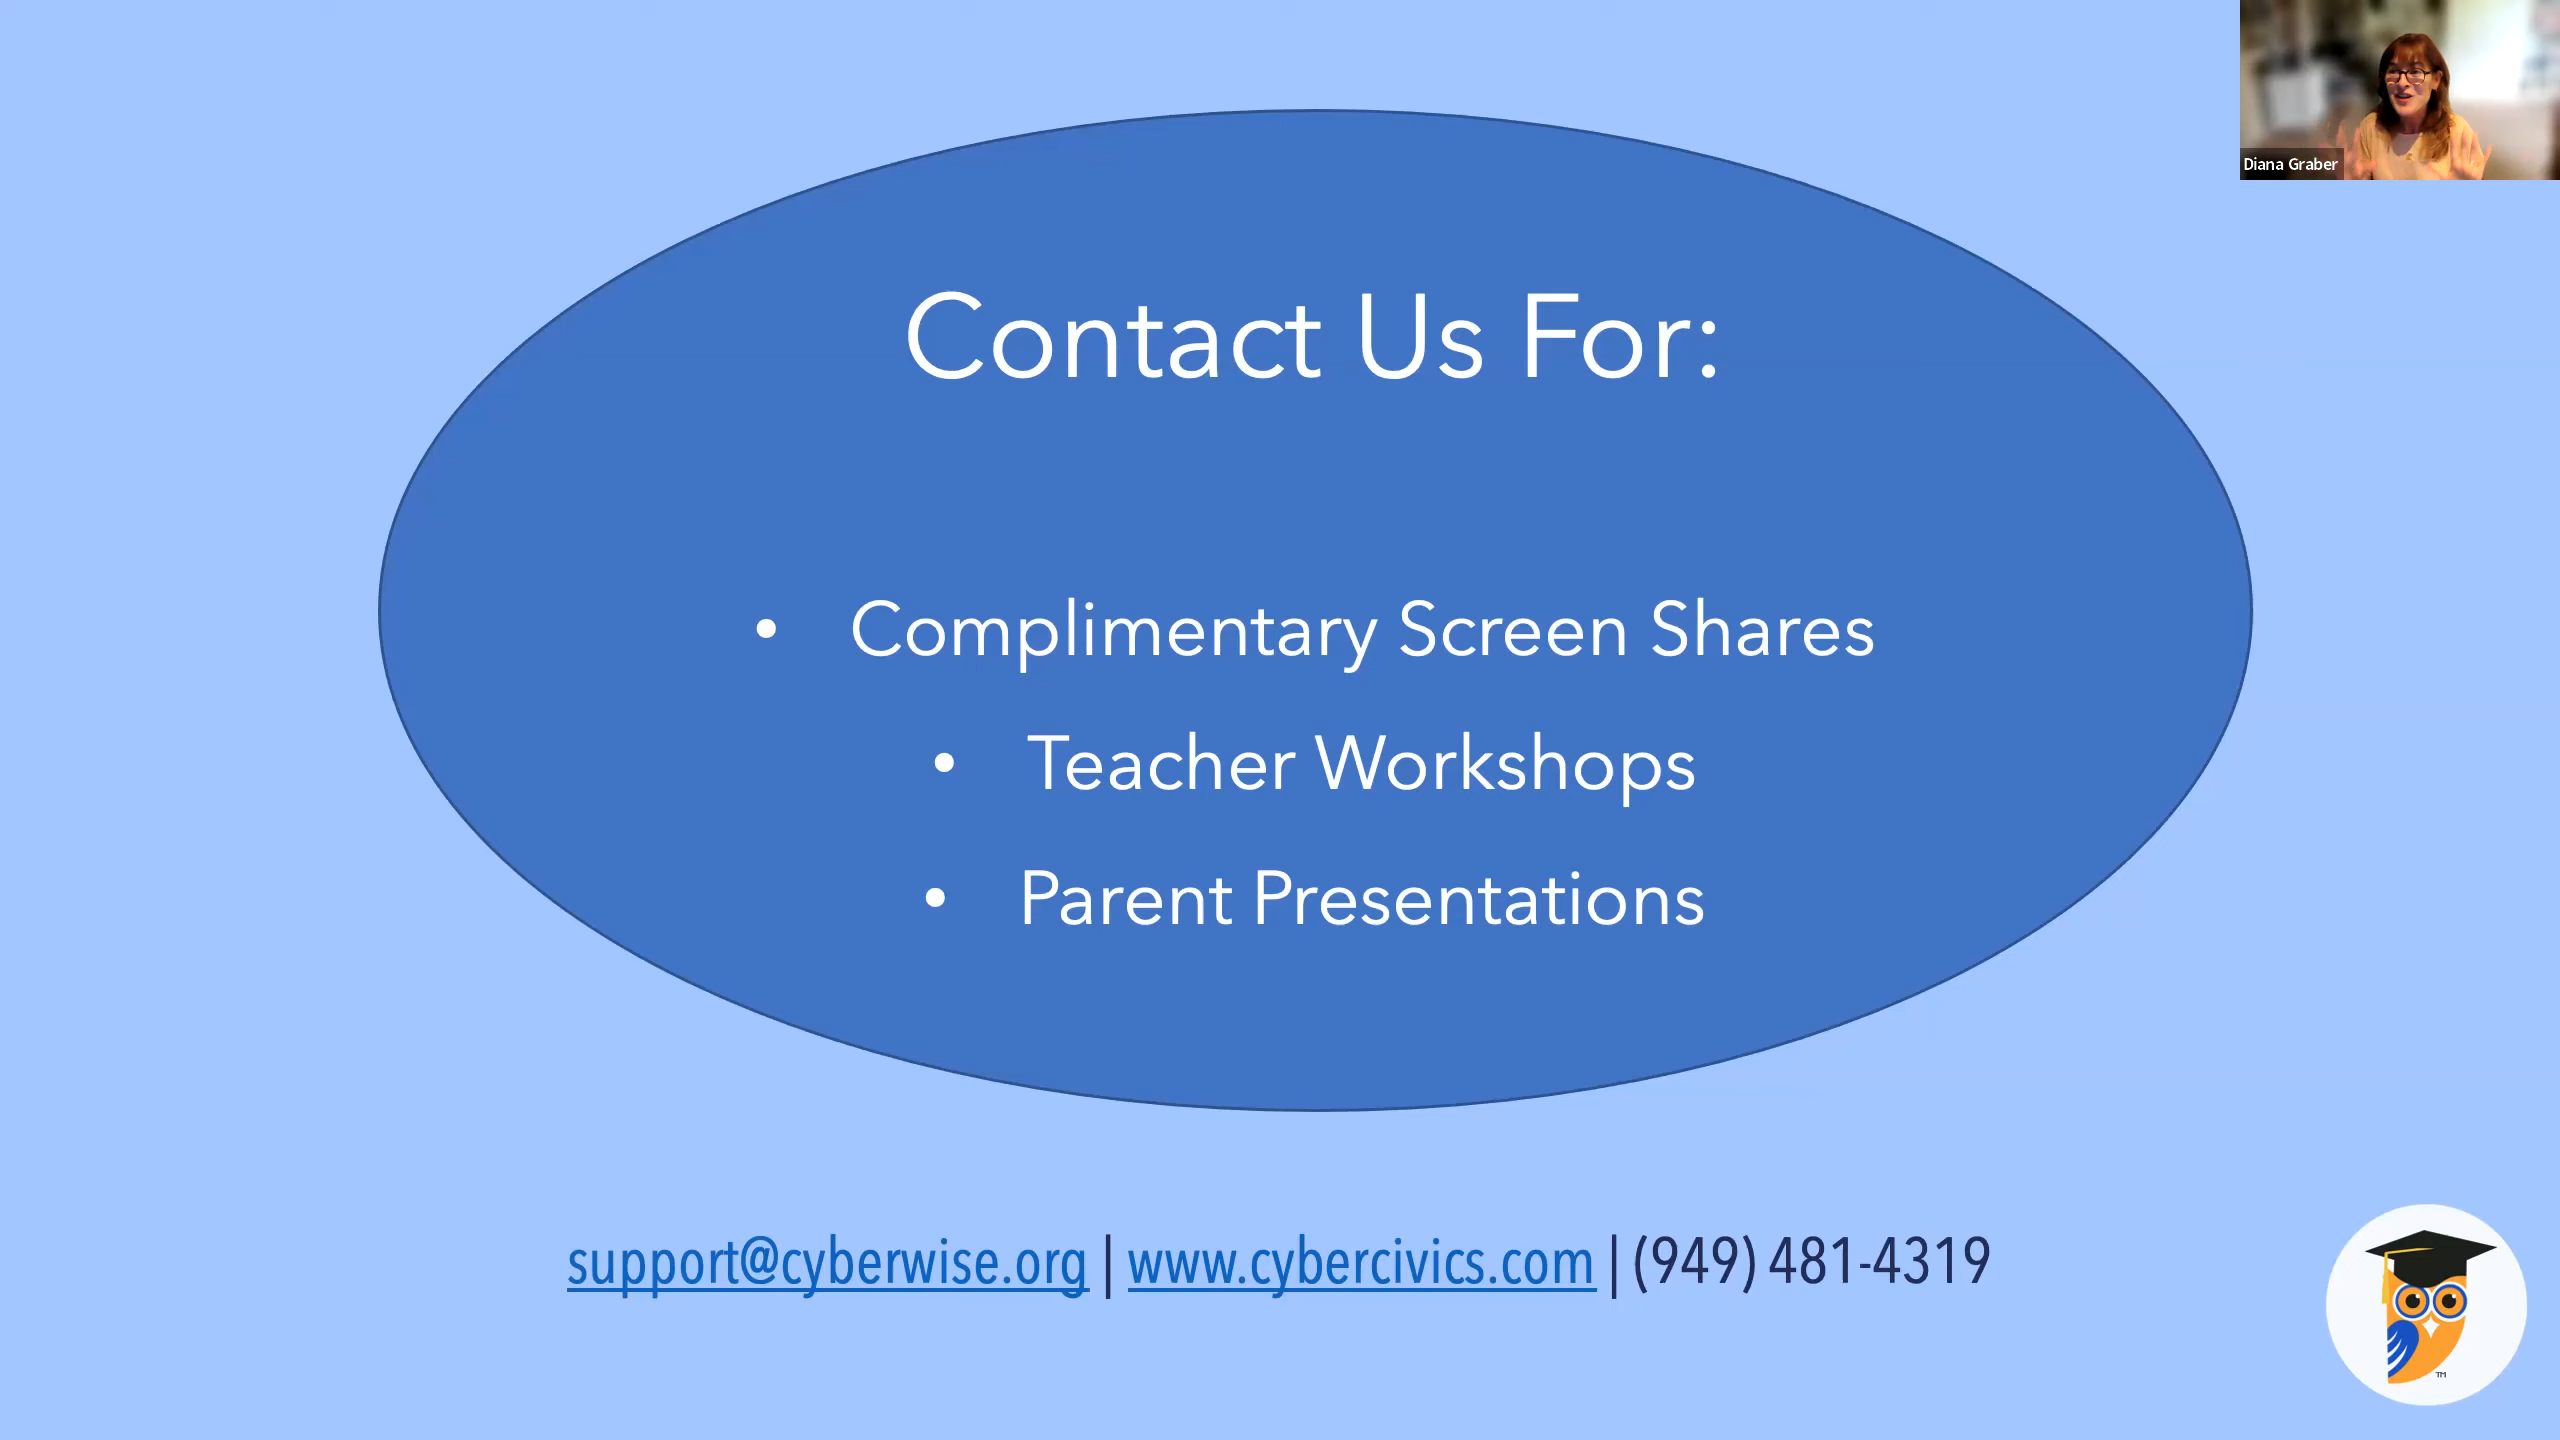 Diana Graber
Contact Us For:
• Complimentary Screen Shares
• Teacher Workshops
• Parent Presentations
support@cyberwise.org | www.cybercivics.com | (949) 481-4319
TM